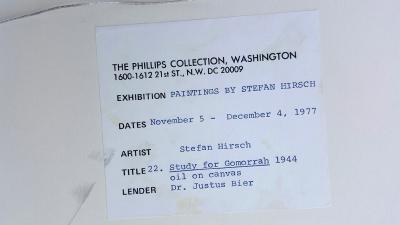 THE PHILLIPS COLLECTION, WASHINGTON
1600-1612 21st ST., N.W. DC 20009
EXHIBITION PAINTINGS BY STEFAN HIRSCH
DATES November 5 - December 4, 1977
ARTIST Stefan Hirsch
TITLE 22. Study for Gomorrah 1944
oil on canvas
LENDER Dr. Justus Bier